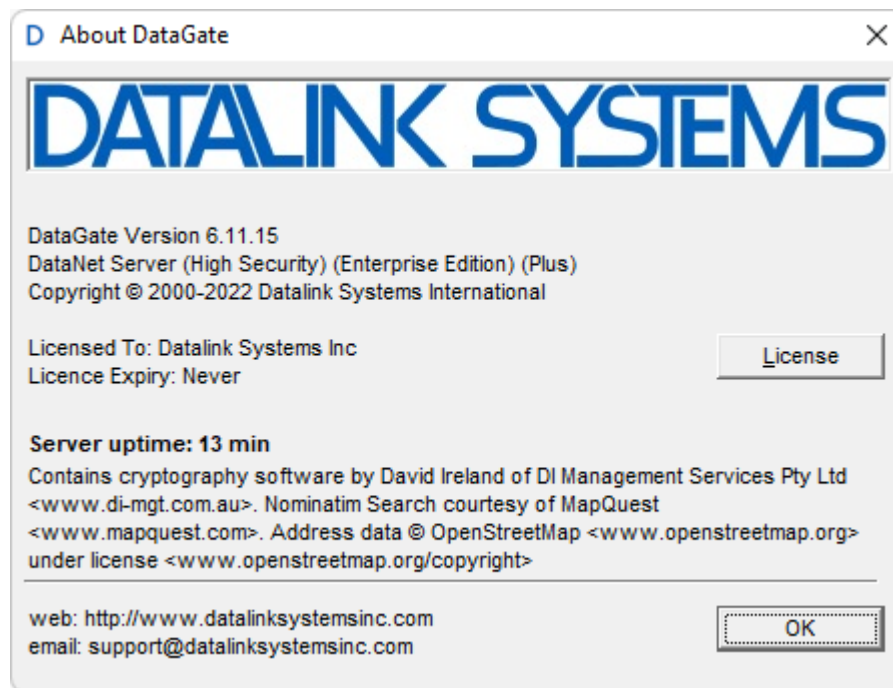 D About DataGate
DATALINK SYSTEMS
DataGate Version 6.11.15
DataNet Server (High Security) (Enterprise Edition) (Plus)
Copyright © 2000-2022 Datalink Systems International
Licensed To: Datalink Systems Inc
Licence Expiry: Never
License
Server uptime: 13 min
Contains cryptography software by David Ireland of DI Management Services Pty Ltd
<www.di-mgt.com.au>. Nominatim Search courtesy of MapQuest
<www.mapquest.com>. Address data © OpenStreetMap <www.openstreetmap.org>
under license <www.openstreetmap.org/copyright>
web: http://www.datalinksystemsinc.com
email: support@datalinksystemsinc.com
OK